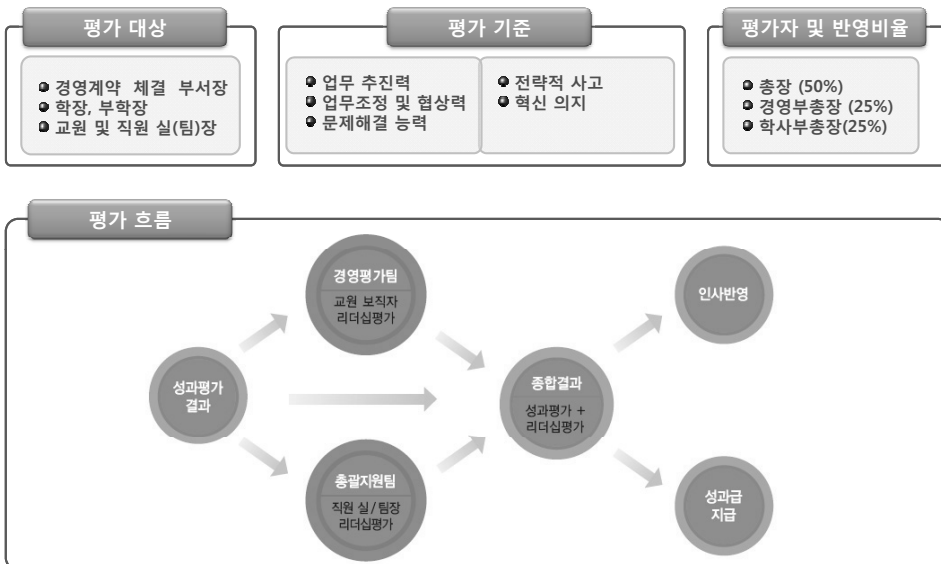 평가 대상
경영계약 체결 부서장
학장, 부학장
교원 및 직원 실(팀)장
평가 기준
업무 추진력
업무조정 및 협상력
문제해결 능력
전략적 사고
혁신 의지
평가자 및 반영비율
총장 (50%)
경영부총장 (25%)
학사부총장(25%)
평가 흐름
성과평가
결과
경영평가팀
교원 보직자
리더십평가
총괄지원팀
직원 실/팀장
리더십평가
종합결과
성과평가 +
리더십평가
인사반영
성과급
지급